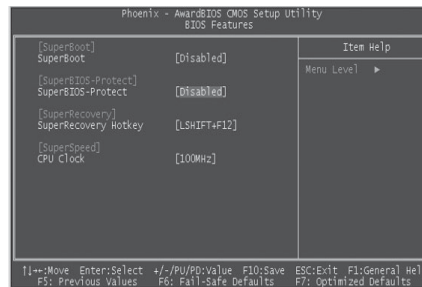 Phoenix - AwardBIOS CMOS Setup Utility
BIOS Features
[SuperBoot]
SuperBoot [Disabled]
[SuperBIOS-Protect]
SuperBIOS-Protect [Disabled]
[SuperRecovery]
SuperRecovery Hotkey [LSHIFT+F12]
[SuperSpeed]
CPU Clock [100MHz]
Item Help
Menu Level ▶
↑↓→←:Move Enter:Select +/-/PU/PD:Value F10:Save ESC:Exit F1:General Hel
F5: Previous Values F6: Fail-Safe Defaults F7: Optimized Defaults